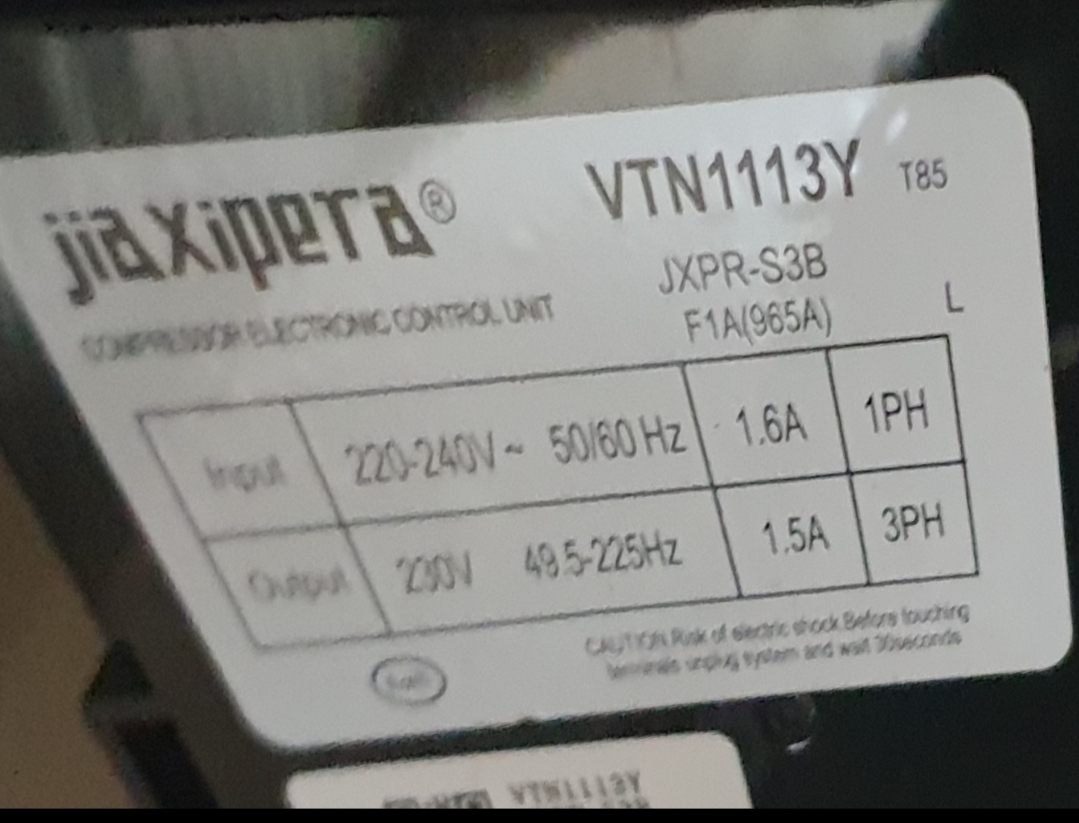 jiaxipera®
VTN1113Y T85
JXPR-S3B
F1A(965A) L
COMPRESSOR ELECTRONIC CONTROL UNIT
Input 220-240V~ 50/60 Hz 1.6A 1PH
Output 230V 49.5-225Hz 1.5A 3PH
CAUTION Risk of electric shock Before touching
terminals unplug system and wait 30seconds
VTN1113Y